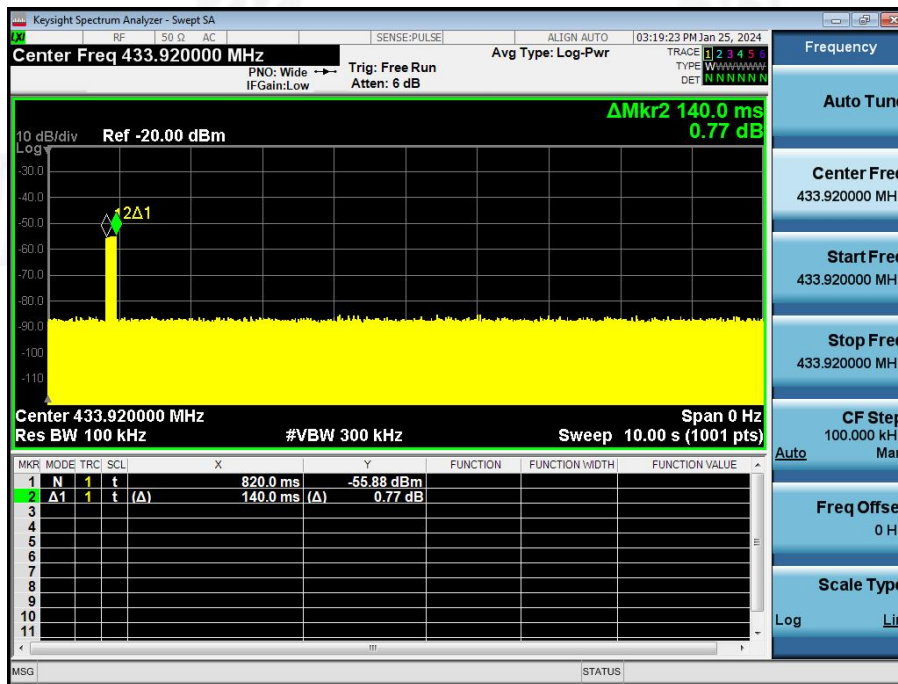 Keysight Spectrum Analyzer - Swept SA
LXI RF 50 Ω AC SENSE:PULSE ALIGN AUTO 03:19:23 PM Jan 25, 2024
Center Freq 433.920000 MHz
PNO: Wide
IFGain:Low
Trig: Free Run
Atten: 6 dB
Avg Type: Log-Pwr
TRACE 1 2 3 4 5 6
TYPE WWWWWW
DET N N N N N N
ΔMkr2 140.0 ms
0.77 dB
10 dB/div Ref -20.00 dBm
Log
-30.0
-40.0
-50.0
-60.0
-70.0
-80.0
-90.0
-100
-110
1 2Δ1
Center 433.920000 MHz Span 0 Hz
Res BW 100 kHz #VBW 300 kHz Sweep 10.00 s (1001 pts)
MKR MODE TRC SCL X Y FUNCTION FUNCTION WIDTH FUNCTION VALUE
1 N 1 t 820.0 ms -55.88 dBm
2 Δ1 1 t (Δ) 140.0 ms (Δ) 0.77 dB
3
4
5
6
7
8
9
10
11
MSG STATUS
Frequency
Auto Tune
Center Freq
433.920000 MH
Start Freq
433.920000 MH
Stop Freq
433.920000 MH
CF Step
100.000 kH
Auto Man
Freq Offse
0 H
Scale Type
Log Lin